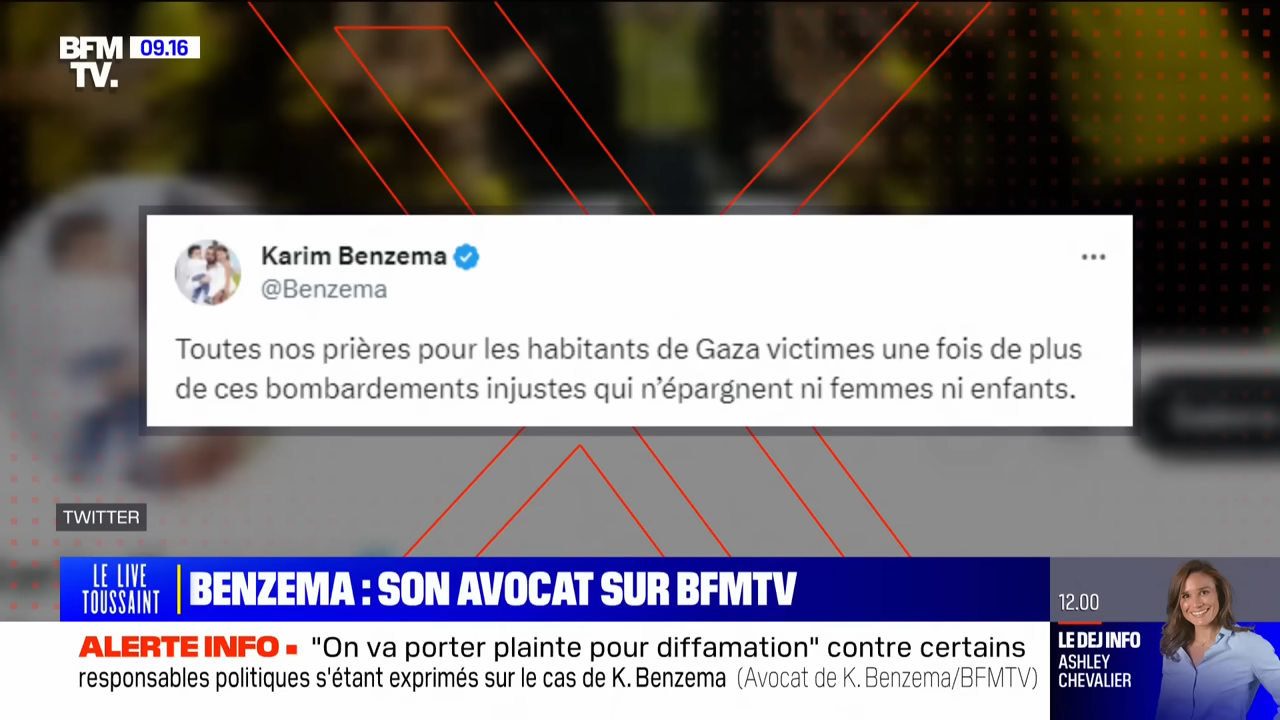 BFM
TV.
09.16
Karim Benzema
@Benzema
Toutes nos prières pour les habitants de Gaza victimes une fois de plus
de ces bombardements injustes qui n’épargnent ni femmes ni enfants.
TWITTER
LE LIVE
TOUSSAINT
BENZEMA : SON AVOCAT SUR BFMTV
ALERTE INFO "On va porter plainte pour diffamation" contre certains
responsables politiques s'étant exprimés sur le cas de K. Benzema (Avocat de K. Benzema/BFMTV)
12.00
LE DEJ INFO
ASHLEY
CHEVALIER